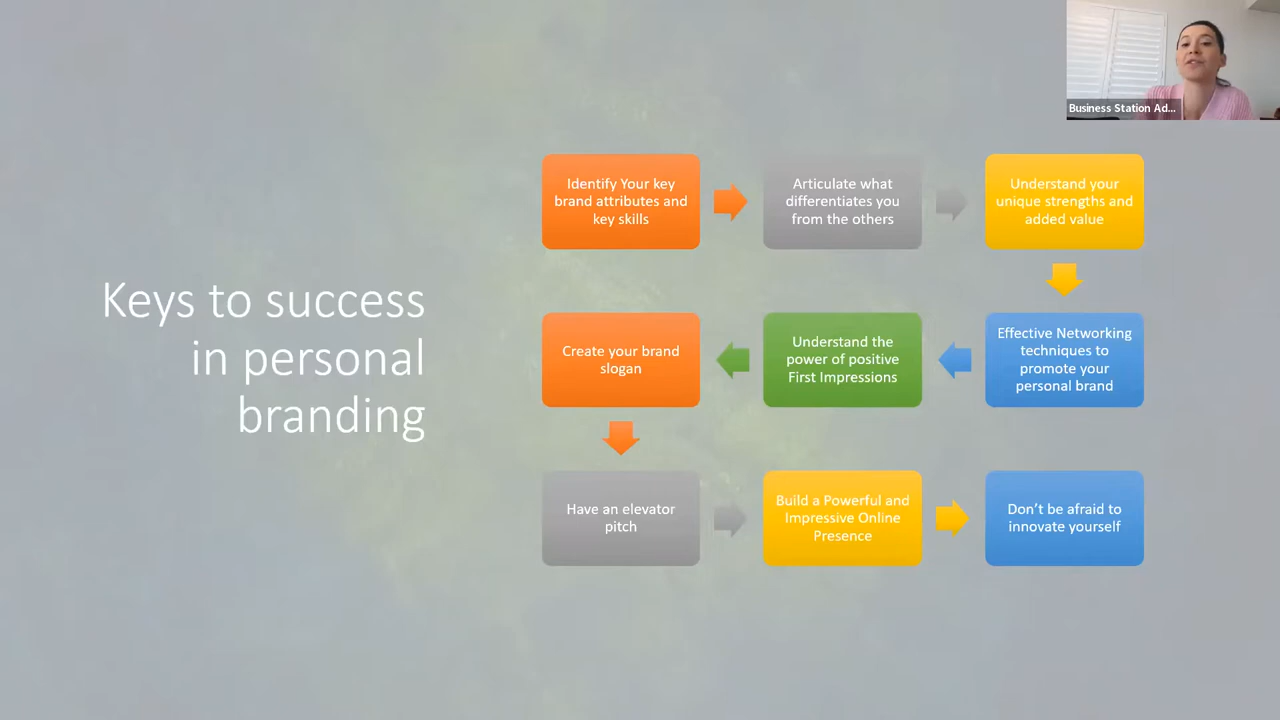 Business Station Ad...
Keys to success
in personal
branding
Identify Your key
brand attributes and
key skills
Articulate what
differentiates you
from the others
Understand your
unique strengths and
added value
Effective Networking
techniques to
promote your
personal brand
Understand the
power of positive
First Impressions
Create your brand
slogan
Have an elevator
pitch
Build a Powerful and
Impressive Online
Presence
Don’t be afraid to
innovate yourself